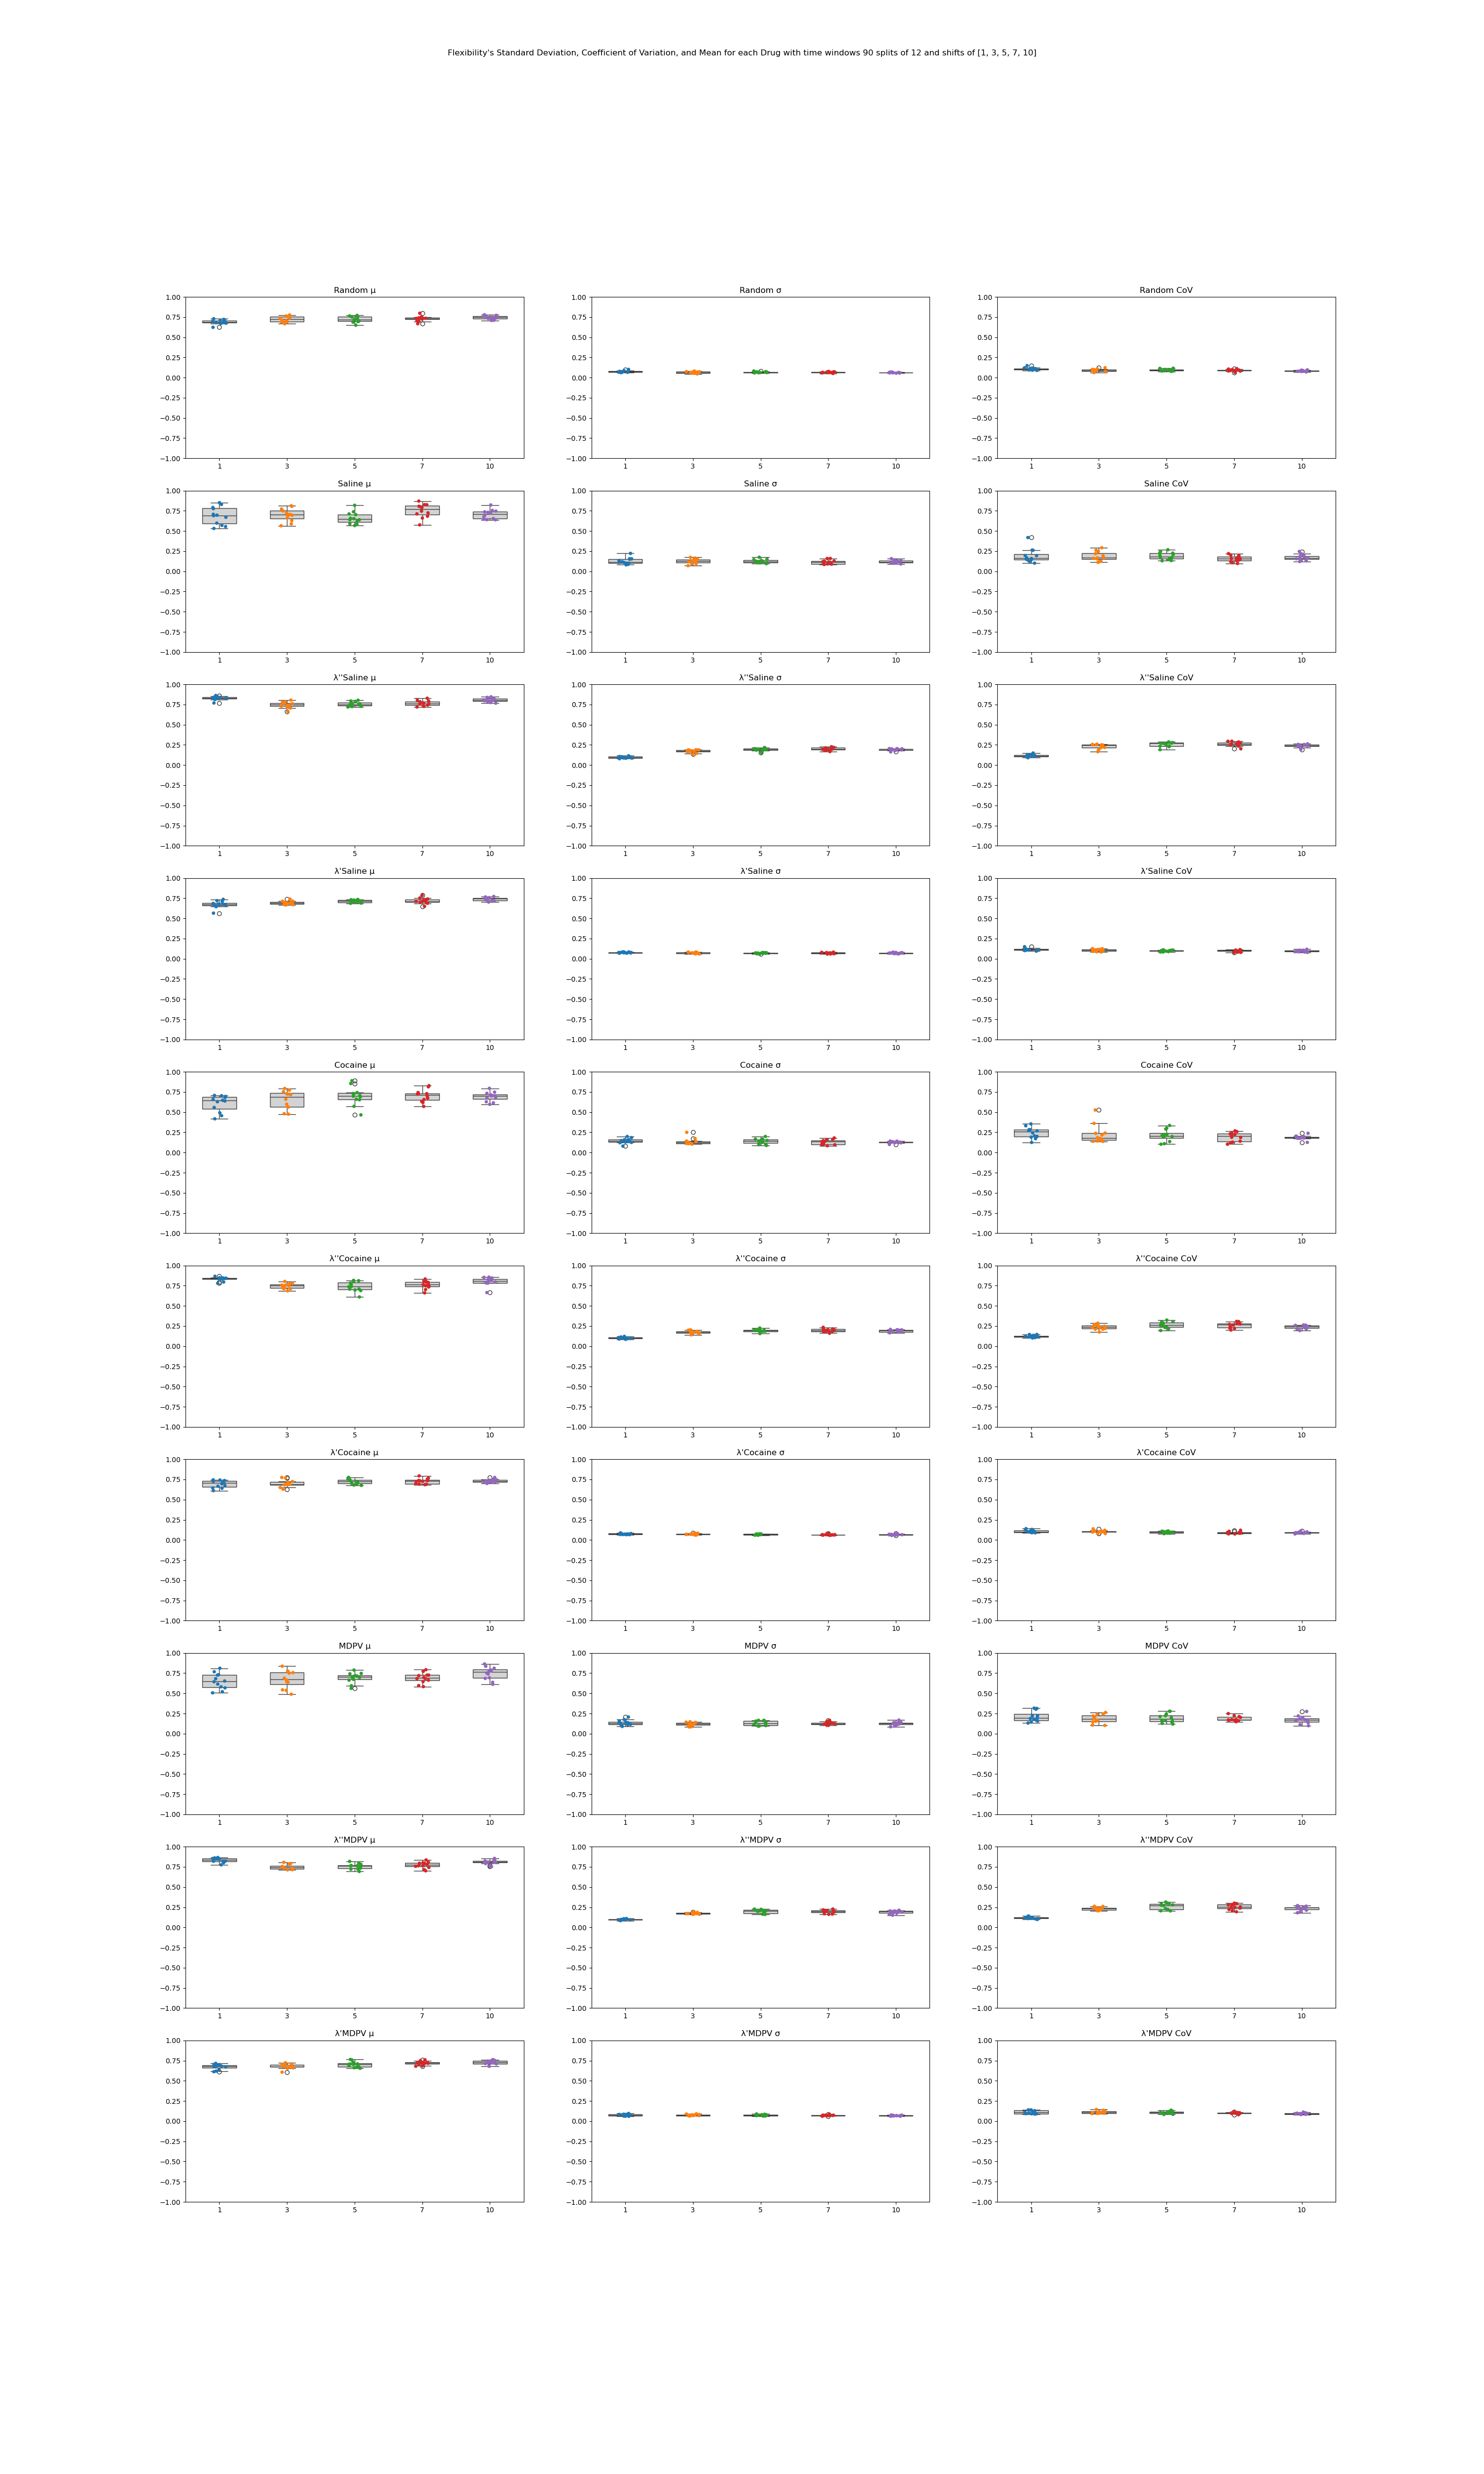 Flexibility's Standard Deviation, Coefficient of Variation, and Mean for each Drug with time windows 90 splits of 12 and shifts of [1, 3, 5, 7, 10]
Random μ Random σ Random CoV
1.00 1.00 1.00
0.75 0.75 0.75
0.50 0.50 0.50
0.25 0.25 0.25
0.00 0.00 0.00
−0.25 −0.25 −0.25
−0.50 −0.50 −0.50
−0.75 −0.75 −0.75
−1.00 −1.00 −1.00
1 3 5 7 10 1 3 5 7 10 1 3 5 7 10
Saline μ Saline σ Saline CoV
1.00 1.00 1.00
0.75 0.75 0.75
0.50 0.50 0.50
0.25 0.25 0.25
0.00 0.00 0.00
−0.25 −0.25 −0.25
−0.50 −0.50 −0.50
−0.75 −0.75 −0.75
−1.00 −1.00 −1.00
1 3 5 7 10 1 3 5 7 10 1 3 5 7 10
λ''Saline μ λ''Saline σ λ''Saline CoV
1.00 1.00 1.00
0.75 0.75 0.75
0.50 0.50 0.50
0.25 0.25 0.25
0.00 0.00 0.00
−0.25 −0.25 −0.25
−0.50 −0.50 −0.50
−0.75 −0.75 −0.75
−1.00 −1.00 −1.00
1 3 5 7 10 1 3 5 7 10 1 3 5 7 10
λ'Saline μ λ'Saline σ λ'Saline CoV
1.00 1.00 1.00
0.75 0.75 0.75
0.50 0.50 0.50
0.25 0.25 0.25
0.00 0.00 0.00
−0.25 −0.25 −0.25
−0.50 −0.50 −0.50
−0.75 −0.75 −0.75
−1.00 −1.00 −1.00
1 3 5 7 10 1 3 5 7 10 1 3 5 7 10
Cocaine μ Cocaine σ Cocaine CoV
1.00 1.00 1.00
0.75 0.75 0.75
0.50 0.50 0.50
0.25 0.25 0.25
0.00 0.00 0.00
−0.25 −0.25 −0.25
−0.50 −0.50 −0.50
−0.75 −0.75 −0.75
−1.00 −1.00 −1.00
1 3 5 7 10 1 3 5 7 10 1 3 5 7 10
λ''Cocaine μ λ''Cocaine σ λ''Cocaine CoV
1.00 1.00 1.00
0.75 0.75 0.75
0.50 0.50 0.50
0.25 0.25 0.25
0.00 0.00 0.00
−0.25 −0.25 −0.25
−0.50 −0.50 −0.50
−0.75 −0.75 −0.75
−1.00 −1.00 −1.00
1 3 5 7 10 1 3 5 7 10 1 3 5 7 10
λ'Cocaine μ λ'Cocaine σ λ'Cocaine CoV
1.00 1.00 1.00
0.75 0.75 0.75
0.50 0.50 0.50
0.25 0.25 0.25
0.00 0.00 0.00
−0.25 −0.25 −0.25
−0.50 −0.50 −0.50
−0.75 −0.75 −0.75
−1.00 −1.00 −1.00
1 3 5 7 10 1 3 5 7 10 1 3 5 7 10
MDPV μ MDPV σ MDPV CoV
1.00 1.00 1.00
0.75 0.75 0.75
0.50 0.50 0.50
0.25 0.25 0.25
0.00 0.00 0.00
−0.25 −0.25 −0.25
−0.50 −0.50 −0.50
−0.75 −0.75 −0.75
−1.00 −1.00 −1.00
1 3 5 7 10 1 3 5 7 10 1 3 5 7 10
λ''MDPV μ λ''MDPV σ λ''MDPV CoV
1.00 1.00 1.00
0.75 0.75 0.75
0.50 0.50 0.50
0.25 0.25 0.25
0.00 0.00 0.00
−0.25 −0.25 −0.25
−0.50 −0.50 −0.50
−0.75 −0.75 −0.75
−1.00 −1.00 −1.00
1 3 5 7 10 1 3 5 7 10 1 3 5 7 10
λ'MDPV μ λ'MDPV σ λ'MDPV CoV
1.00 1.00 1.00
0.75 0.75 0.75
0.50 0.50 0.50
0.25 0.25 0.25
0.00 0.00 0.00
−0.25 −0.25 −0.25
−0.50 −0.50 −0.50
−0.75 −0.75 −0.75
−1.00 −1.00 −1.00
1 3 5 7 10 1 3 5 7 10 1 3 5 7 10